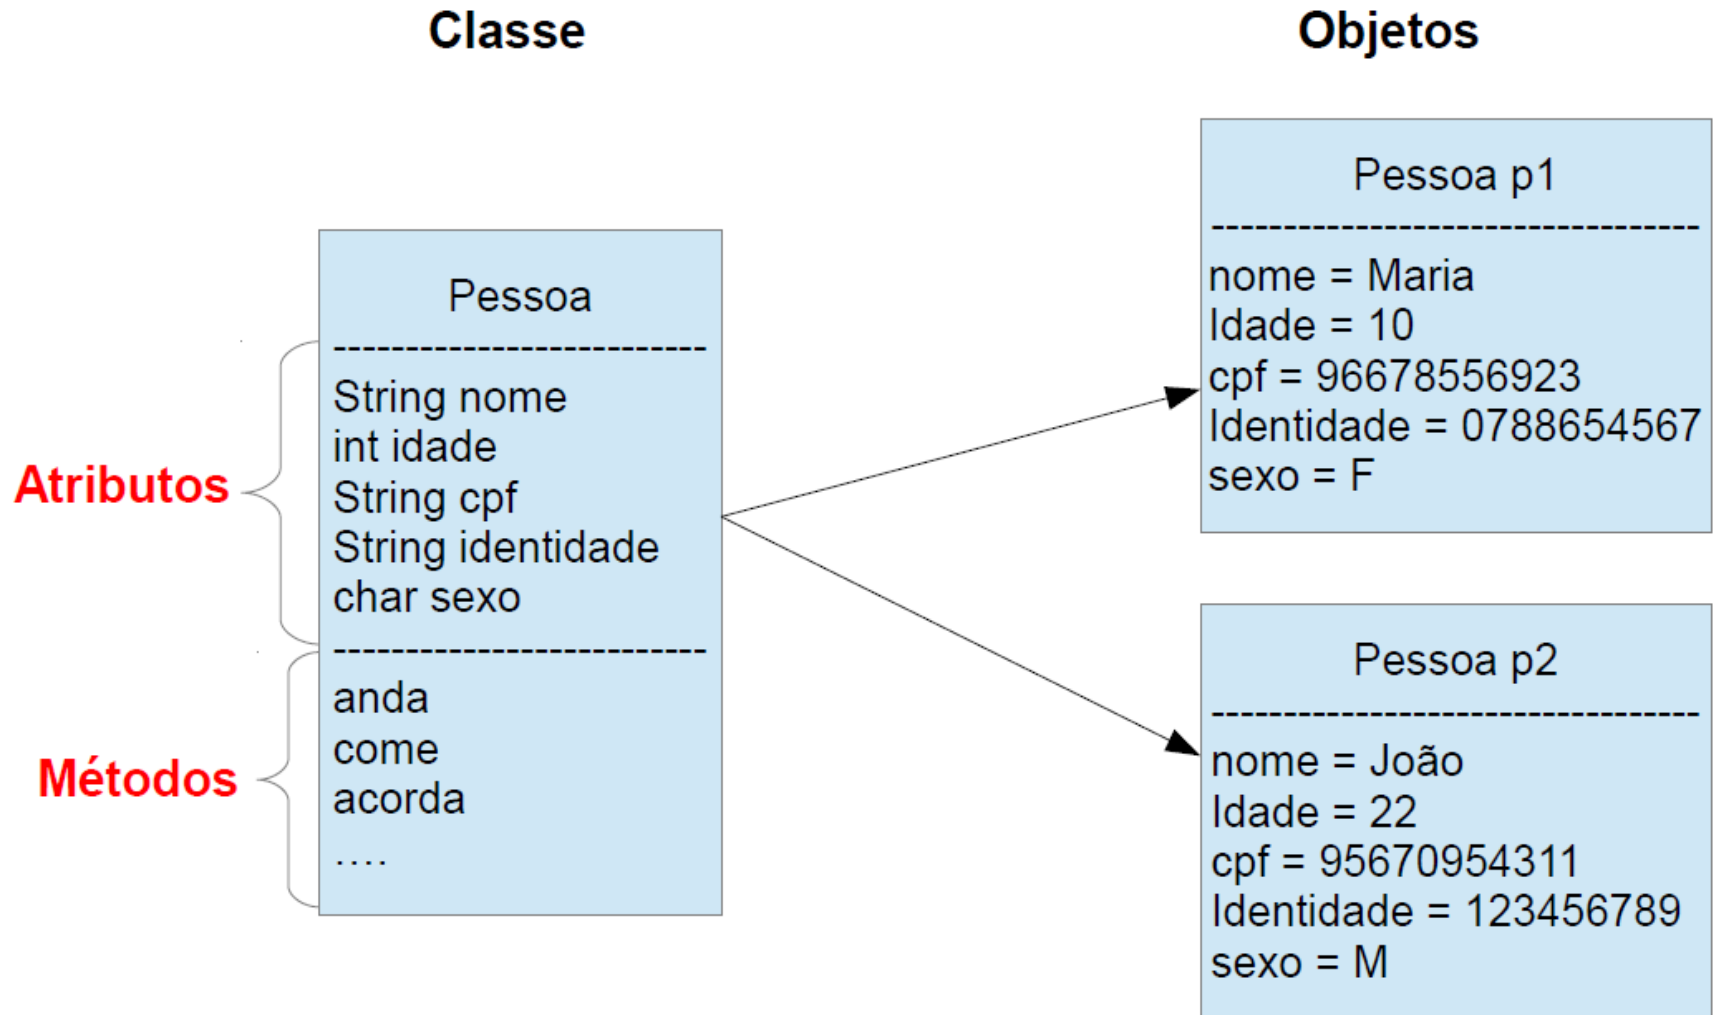 Classe
Objetos
Pessoa
--------------------------
String nome
int idade
String cpf
String identidade
char sexo
--------------------------
anda
come
acorda
....
Atributos
Métodos
Pessoa p1
----------------------------------
nome = Maria
Idade = 10
cpf = 96678556923
Identidade = 0788654567
sexo = F
Pessoa p2
----------------------------------
nome = João
Idade = 22
cpf = 95670954311
Identidade = 123456789
sexo = M